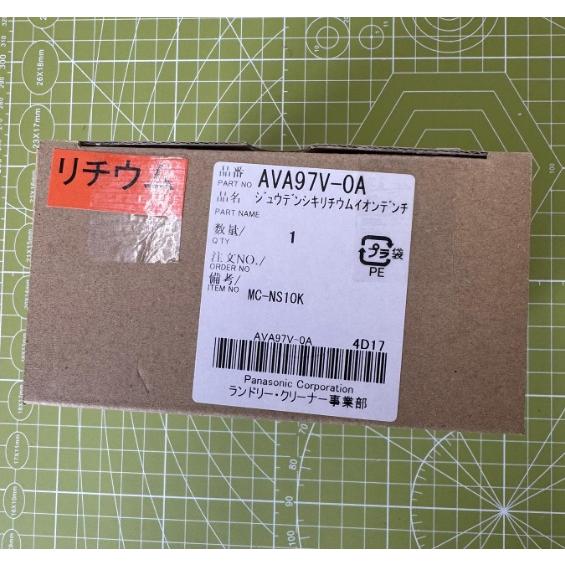 リチウム
品番 PART NO AVA97V-0A
品名 ジュウデンシキリチウムイオンデンチ
PART NAME
数量/ Q'TY 1
注文NO./
ORDER NO
備考/
ITEM NO MC-NS10K
プラ 袋
PE
AVA97V-0A 4D17
Panasonic Corporation
ランドリー・クリーナー事業部
26X18mm
23X17mm